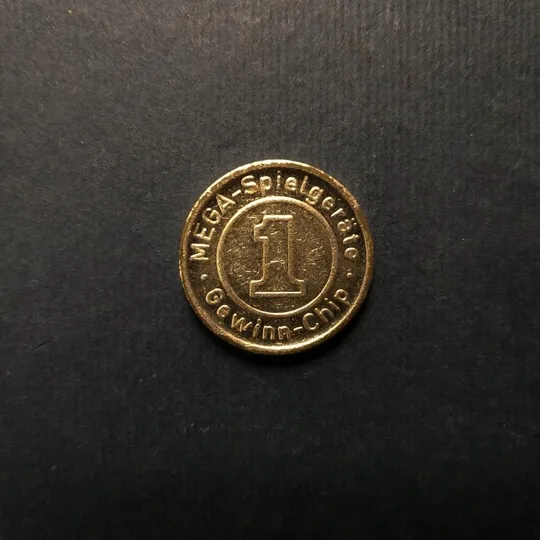 MEGA-Spielgeräte
1
· Gewinn-Chip ·